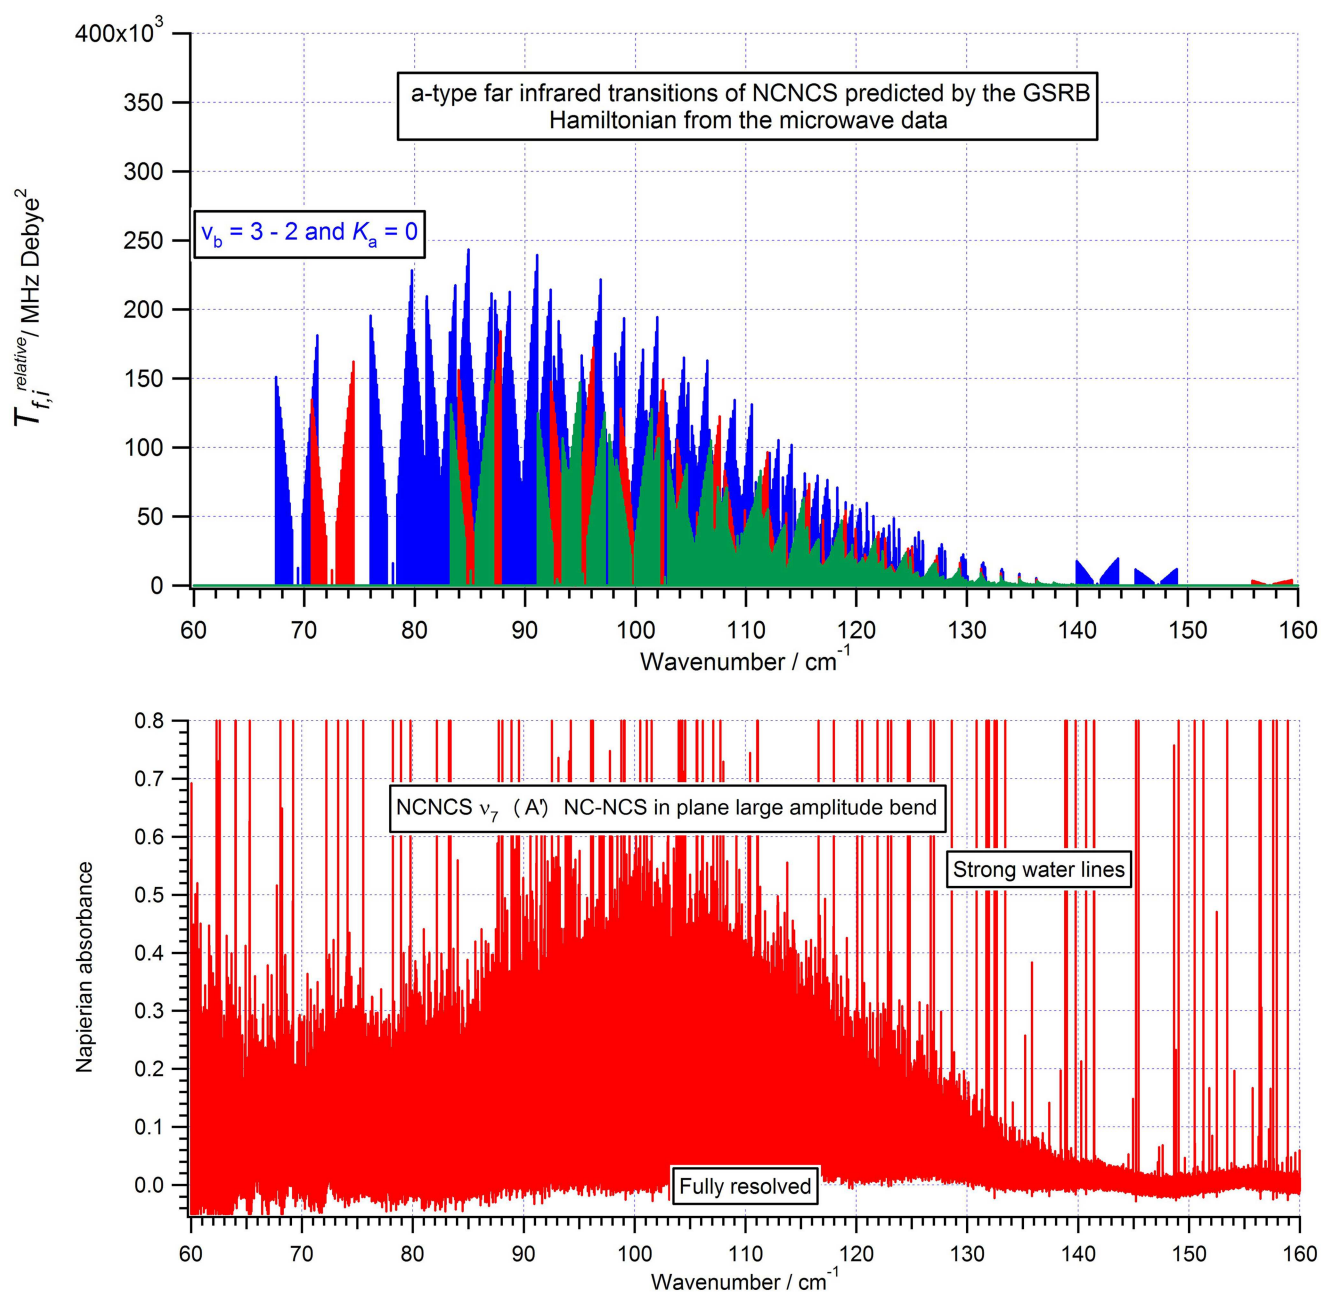 400x10³
350
300
250
200
150
100
50
0
T f,i relative / MHz Debye²
a-type far infrared transitions of NCNCS predicted by the GSRB
Hamiltonian from the microwave data
νb = 3 - 2 and Ka = 0
60 70 80 90 100 110 120 130 140 150 160
Wavenumber / cm⁻¹
0.8
0.7
0.6
0.5
0.4
0.3
0.2
0.1
0.0
Napierian absorbance
NCNCS ν₇ (A') NC-NCS in plane large amplitude bend
Strong water lines
Fully resolved
60 70 80 90 100 110 120 130 140 150 160
Wavenumber / cm⁻¹